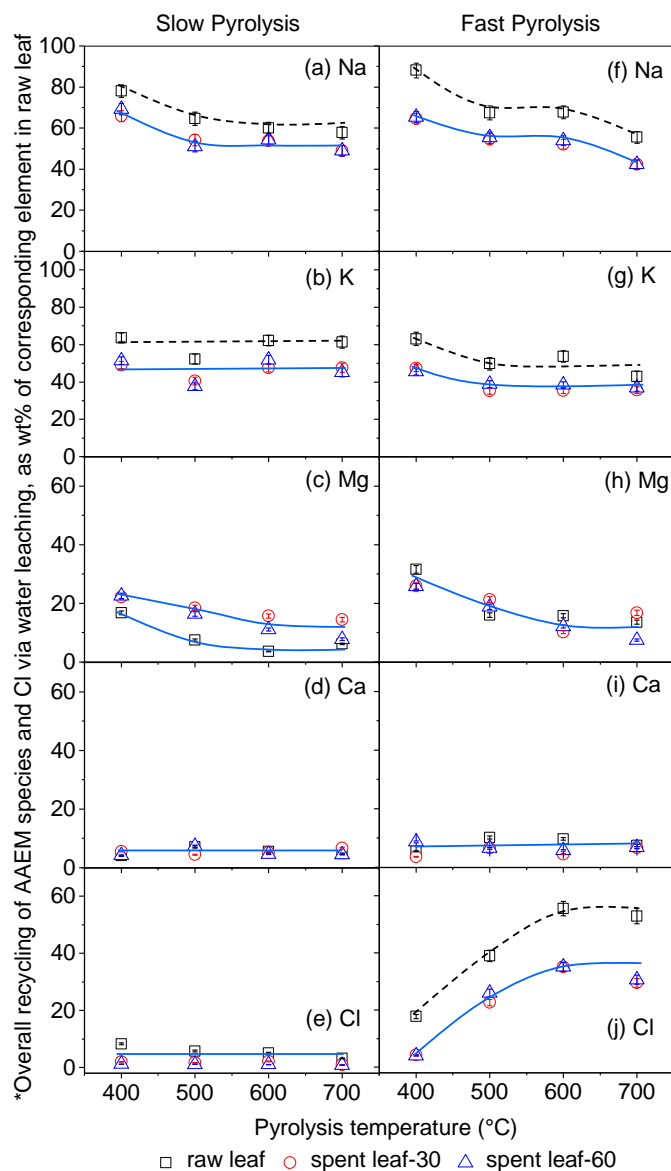 Slow Pyrolysis Fast Pyrolysis
*Overall recycling of AAEM species and Cl via water leaching, as wt% of corresponding element in raw leaf
100
80
60
40
20
0
(a) Na
(f) Na
100
80
60
40
20
0
(b) K
(g) K
60
40
20
0
(c) Mg
(h) Mg
60
40
20
0
(d) Ca
(i) Ca
60
40
20
0
(e) Cl
(j) Cl
400 500 600 700 400 500 600 700
Pyrolysis temperature (°C)
raw leaf spent leaf-30 spent leaf-60